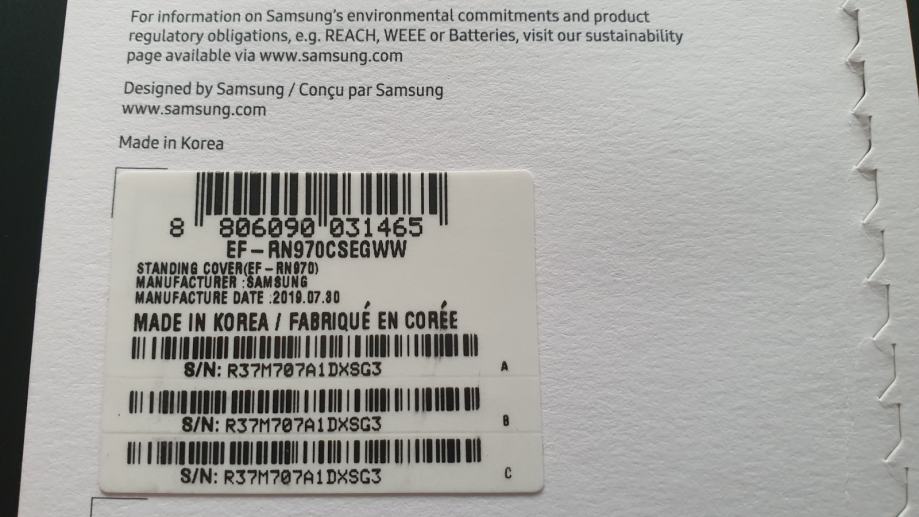 For information on Samsung's environmental commitments and product
regulatory obligations, e.g. REACH, WEEE or Batteries, visit our sustainability
page available via www.samsung.com
Designed by Samsung / Conçu par Samsung
www.samsung.com
Made in Korea
8 806090 031465
EF-RN970CSEGWW
STANDING COVER(EF-RN970)
MANUFACTURER :SAMSUNG
MANUFACTURE DATE :2019.07.30
MADE IN KOREA / FABRIQUÉ EN CORÉE
S/N: R37M707A1DXSG3 A
S/N: R37M707A1DXSG3 B
S/N: R37M707A1DXSG3 C